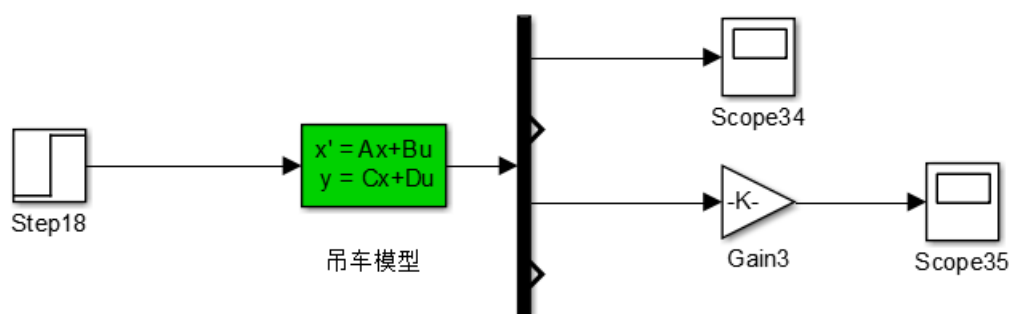 Scope34
x' = Ax+Bu
y = Cx+Du
Step18
-K-
吊车模型
Gain3
Scope35